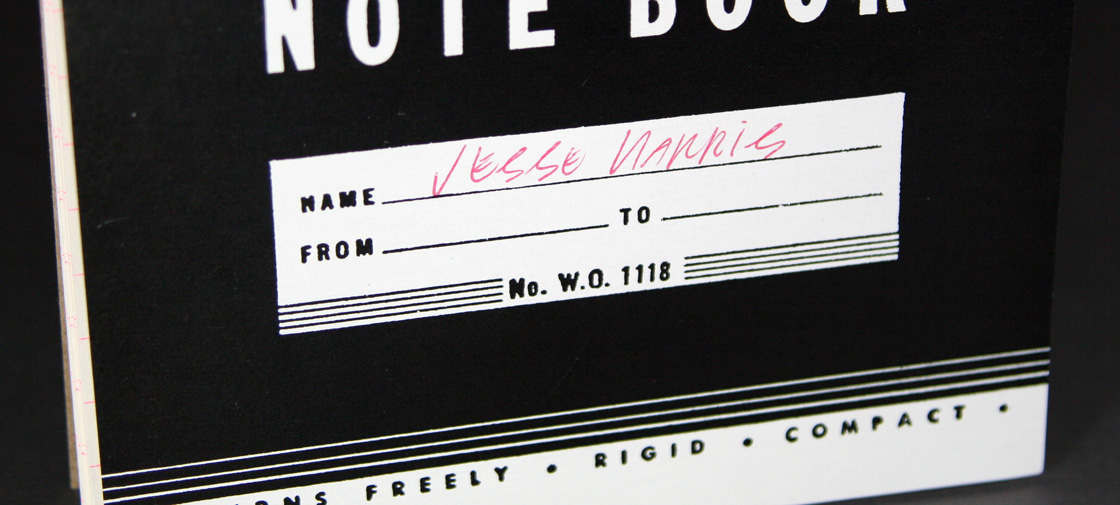 NOTE BOOK
NAME JESSE HARRIS
FROM TO
No. W.O. 1118
FREELY • RIGID • COMPACT •